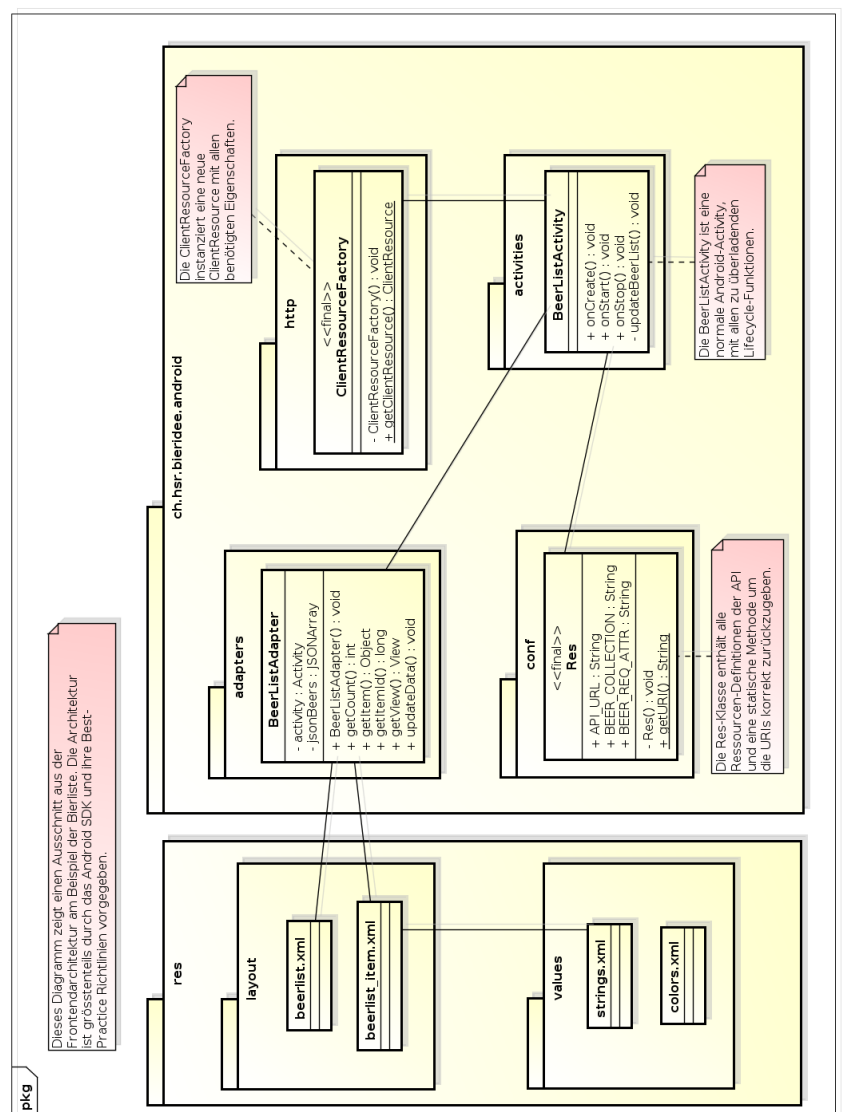 pkg
Dieses Diagramm zeigt einen Ausschnitt aus der
Frontendarchitektur am Beispiel der Bierliste. Die Architektur
ist grösstenteils durch das Android SDK und ihre Best-
Practice Richtlinien vorgegeben.
res
layout
beerlist.xml
beerlist_item.xml
values
strings.xml
colors.xml
ch.hsr.bieridee.android
adapters
BeerListAdapter
- activity : Activity
- jsonBeers : JSONArray
+ BeerListAdapter() : void
+ getCount() : int
+ getItem() : Object
+ getItemId() : long
+ getView() : View
+ updateData() : void
conf
<<final>>
Res
+ API_URL : String
+ BEER_COLLECTION : String
+ BEER_REQ_ATTR : String
- Res() : void
+ getURI() : String
Die Res-Klasse enthält alle
Ressourcen-Definitionen der API
und eine statische Methode um
die URIs korrekt zurückzugeben.
Die ClientResourceFactory
instanziert eine neue
ClientResource mit allen
benötigten Eigenschaften.
http
<<final>>
ClientResourceFactory
- ClientResourceFactory() : void
+ getClientResource() : ClientResource
activities
BeerListActivity
+ onCreate() : void
+ onStart() : void
+ onStop() : void
- updateBeerList() : void
Die BeerListActivity ist eine
normale Android-Activity,
mit allen zu überladenden
Lifecycle-Funktionen.